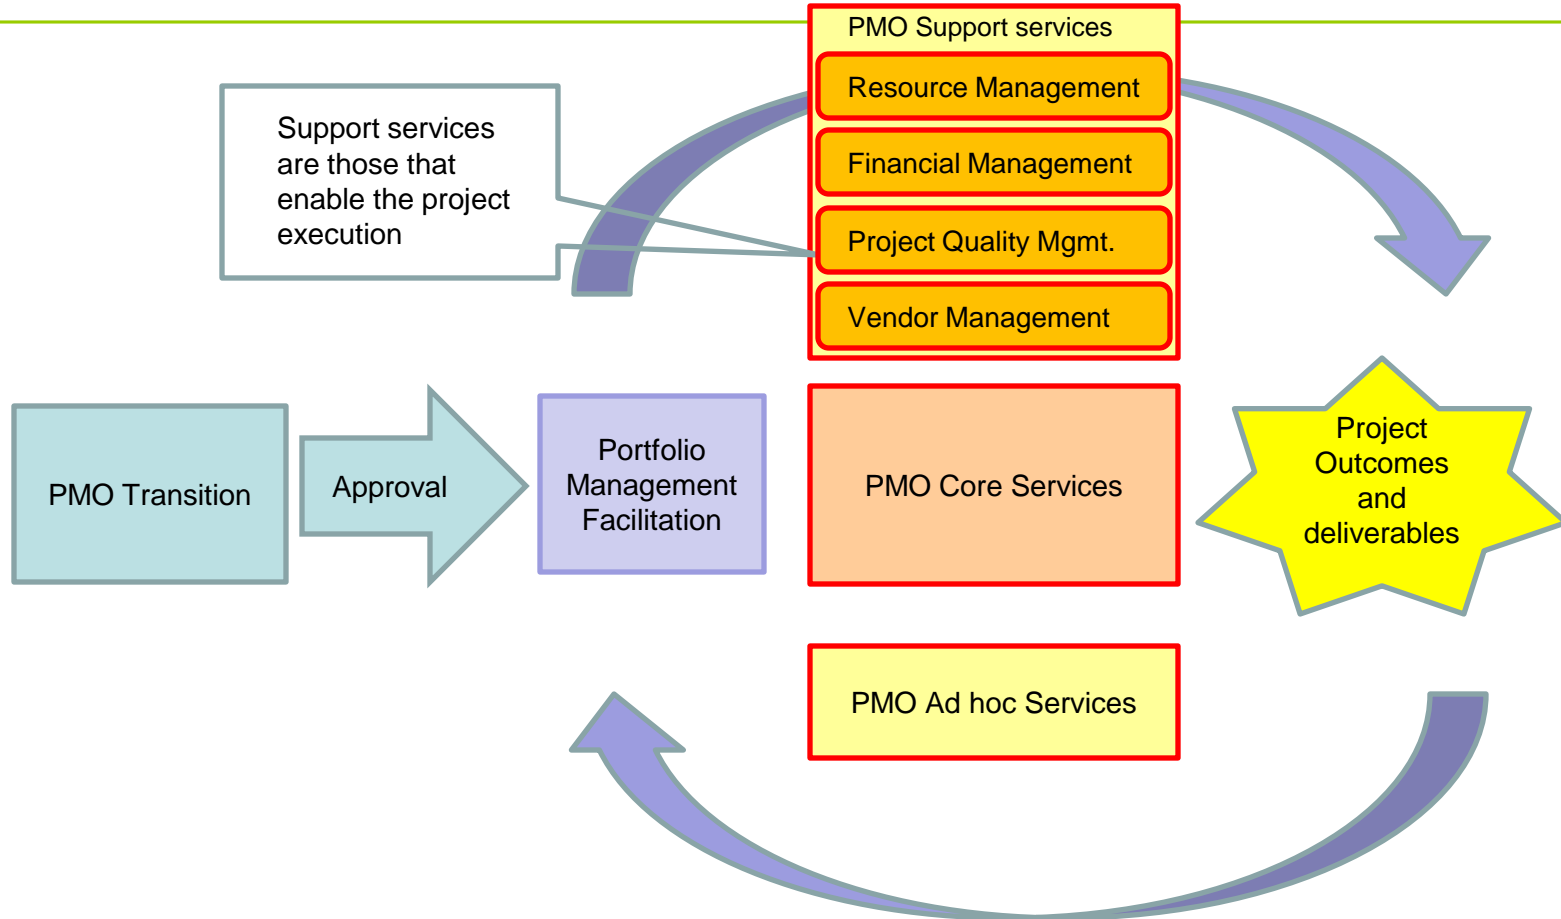 PMO Support services
Resource Management
Financial Management
Project Quality Mgmt.
Vendor Management
Support services
are those that
enable the project
execution
PMO Transition
Approval
Portfolio
Management
Facilitation
PMO Core Services
Project
Outcomes
and
deliverables
PMO Ad hoc Services